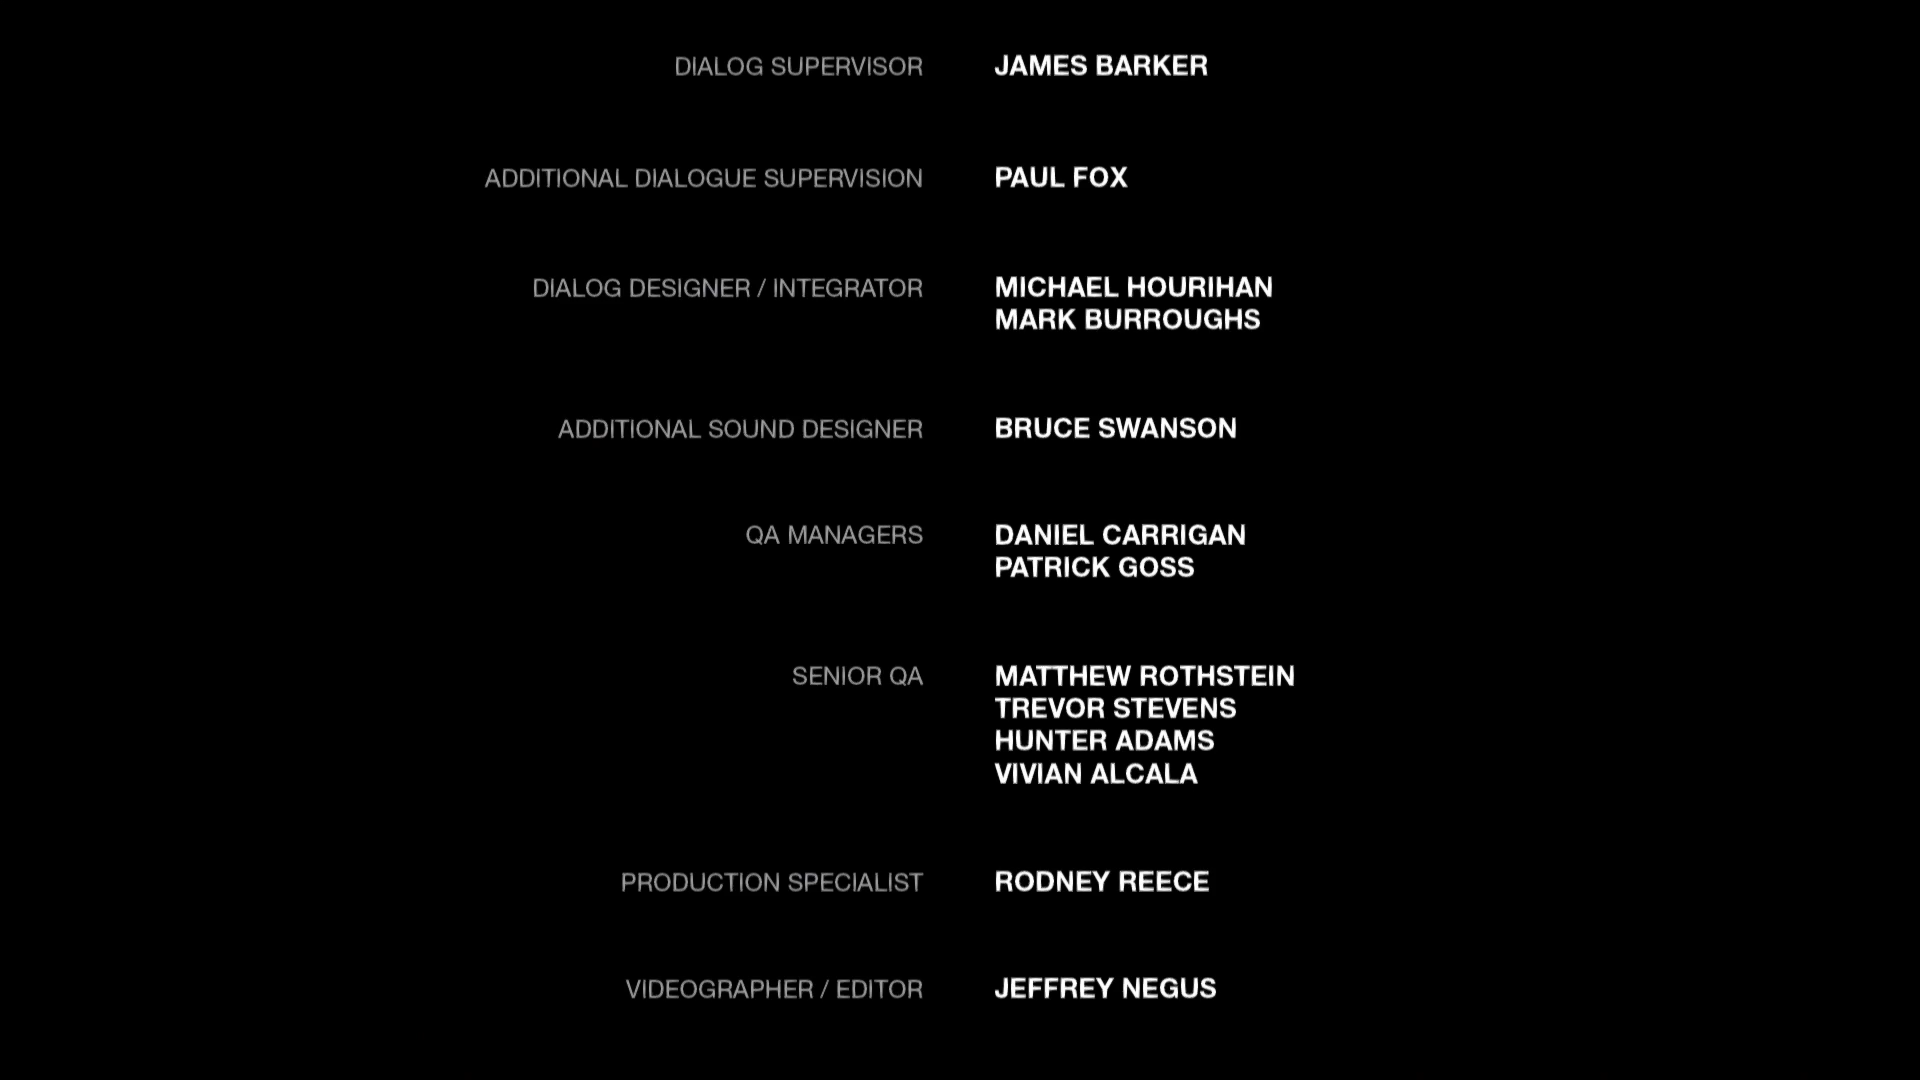 DIALOG SUPERVISOR JAMES BARKER
ADDITIONAL DIALOGUE SUPERVISION PAUL FOX
DIALOG DESIGNER / INTEGRATOR MICHAEL HOURIHAN
MARK BURROUGHS
ADDITIONAL SOUND DESIGNER BRUCE SWANSON
QA MANAGERS DANIEL CARRIGAN
PATRICK GOSS
SENIOR QA MATTHEW ROTHSTEIN
TREVOR STEVENS
HUNTER ADAMS
VIVIAN ALCALA
PRODUCTION SPECIALIST RODNEY REECE
VIDEOGRAPHER / EDITOR JEFFREY NEGUS